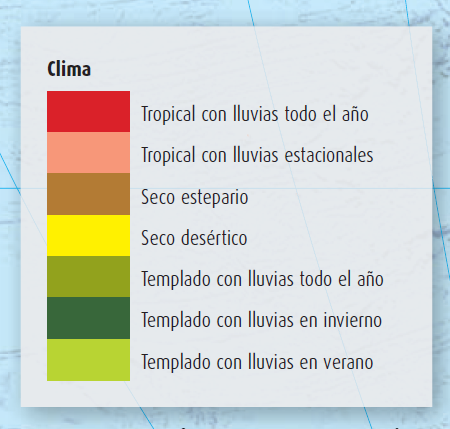 Clima
Tropical con lluvias todo el año
Tropical con lluvias estacionales
Seco estepario
Seco desértico
Templado con lluvias todo el año
Templado con lluvias en invierno
Templado con lluvias en verano